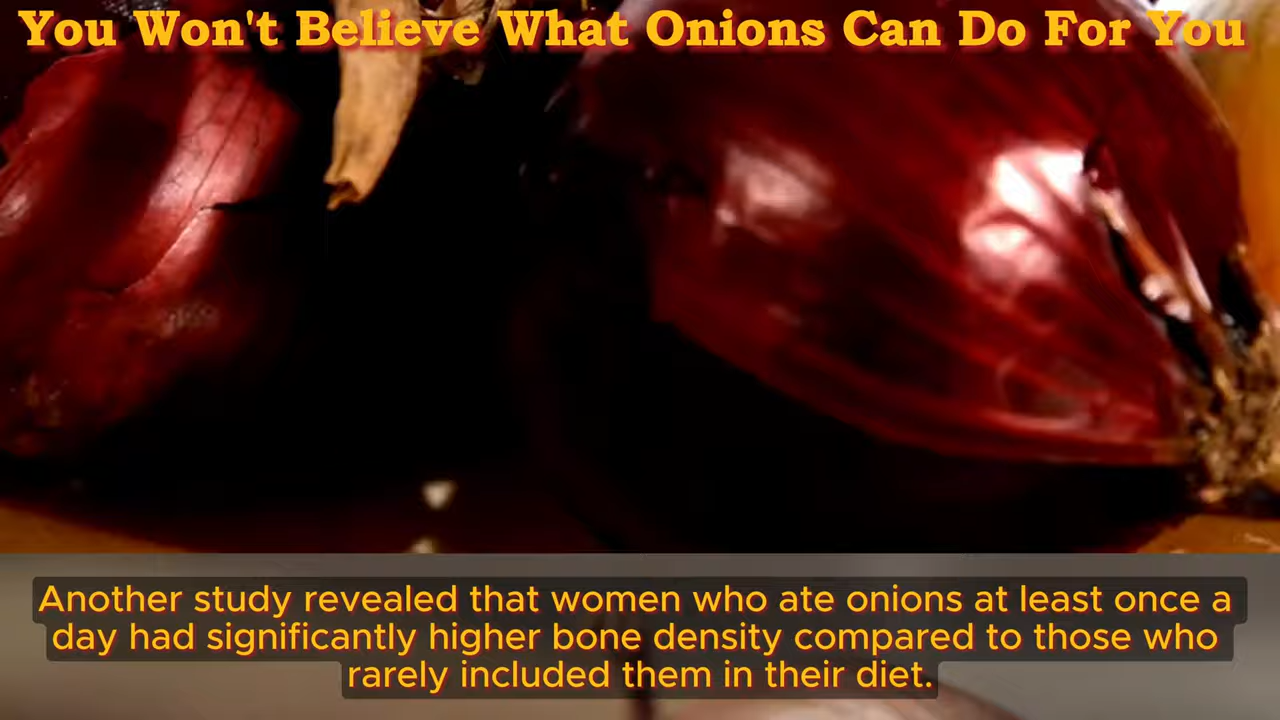 You Won't Believe What Onions Can Do For You
Another study revealed that women who ate onions at least once a
day had significantly higher bone density compared to those who
rarely included them in their diet.